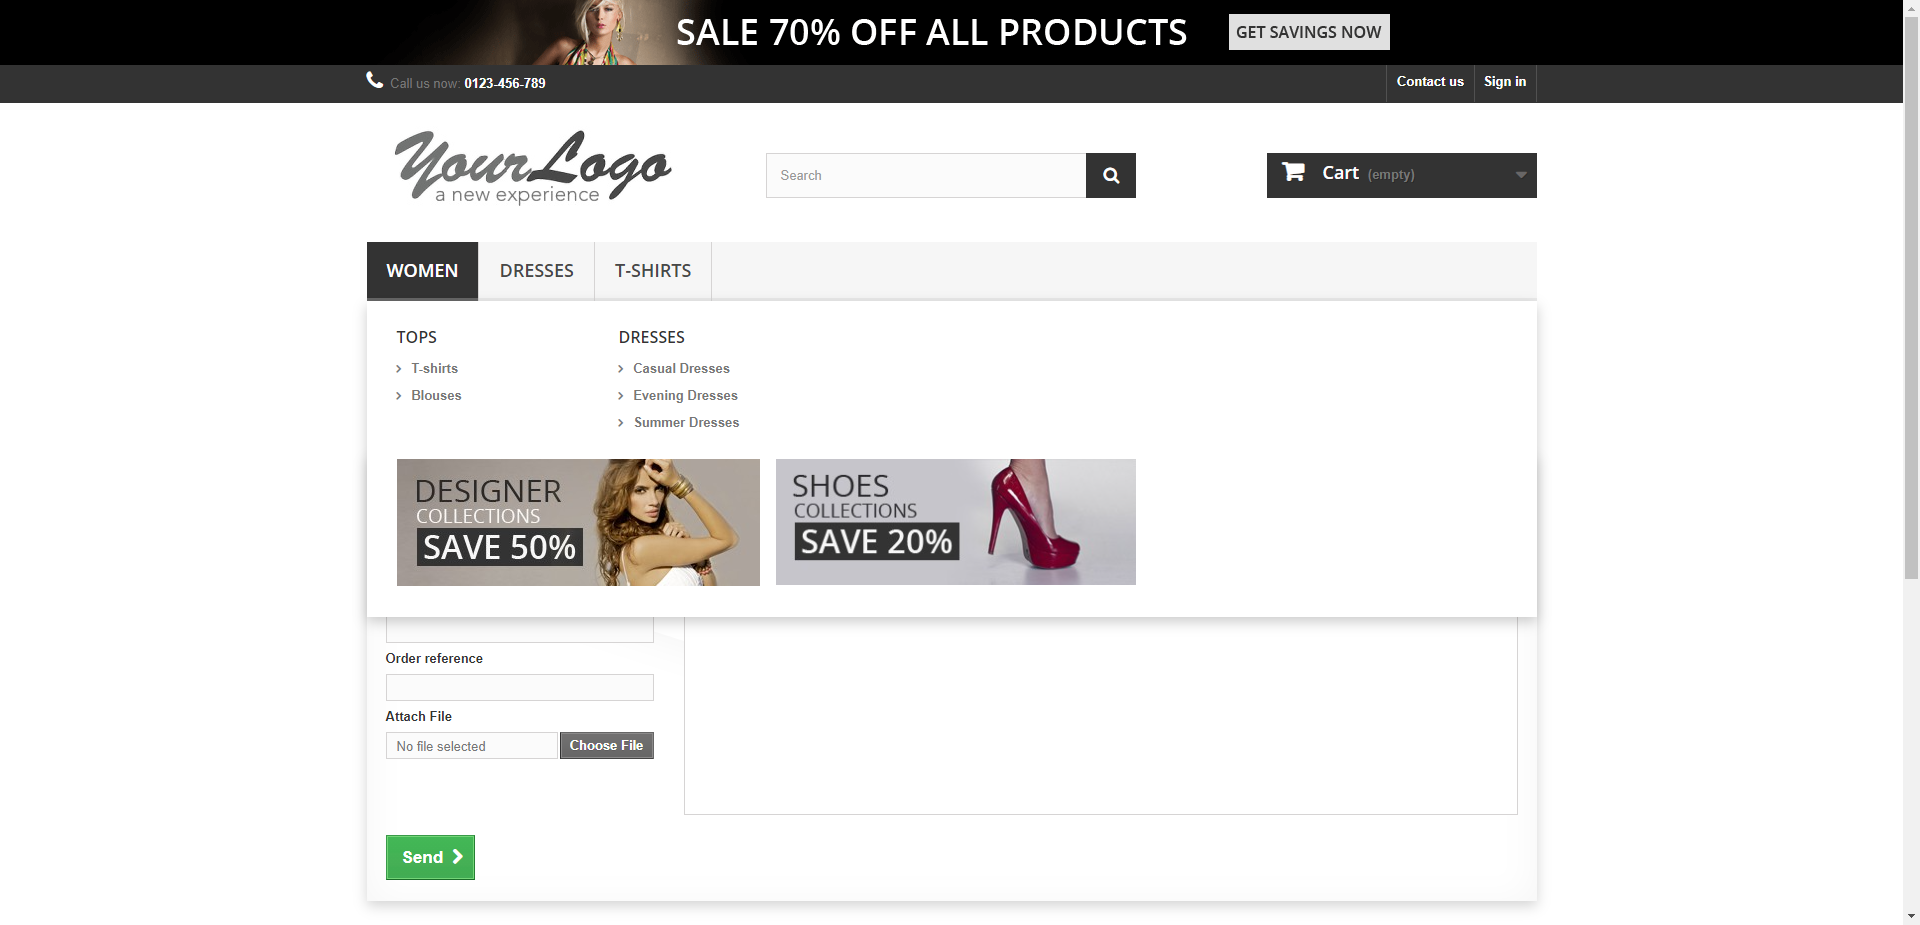 SALE 70% OFF ALL PRODUCTS GET SAVINGS NOW
Call us now: 0123-456-789 Contact us Sign in
YourLogo
a new experience
Search
Cart (empty)
WOMEN DRESSES T-SHIRTS
TOPS
T-shirts
Blouses
DRESSES
Casual Dresses
Evening Dresses
Summer Dresses
DESIGNER
COLLECTIONS
SAVE 50%
SHOES
COLLECTIONS
SAVE 20%
Order reference
Attach File
No file selected Choose File
Send